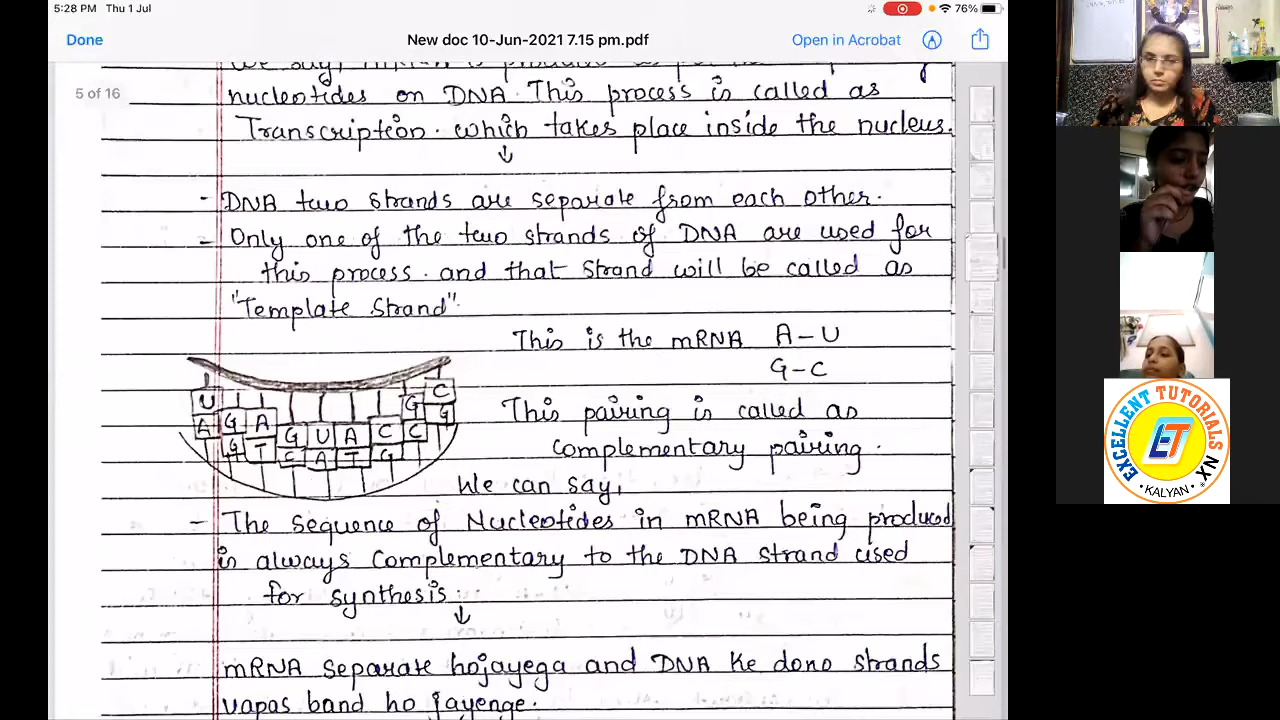 5:28 PM Thu 1 Jul
76%
Done
New doc 10-Jun-2021 7.15 pm.pdf
Open in Acrobat
5 of 16
We say,
nucleotides on DNA. This process is called as
Transcription. which takes place inside the nucleus.
↓
- DNA two strands are separate from each other.
- Only one of the two strands of DNA are used for
this process. and that strand will be called as
"Template Strand".
This is the mRNA A-U
G-C
U G C
A G A G U A C C G
G T C A T G
This pairing is called as
complementary pairing.
We can say,
- The sequence of Nucleotides in mRNA being produced
is always complementary to the DNA strand used
for synthesis.
↓
mRNA separate hojayega and DNA ke dono strands
vapas band ho jayenge.
EXCELLENT TUTORIALS NX
ET
· KALYAN ·